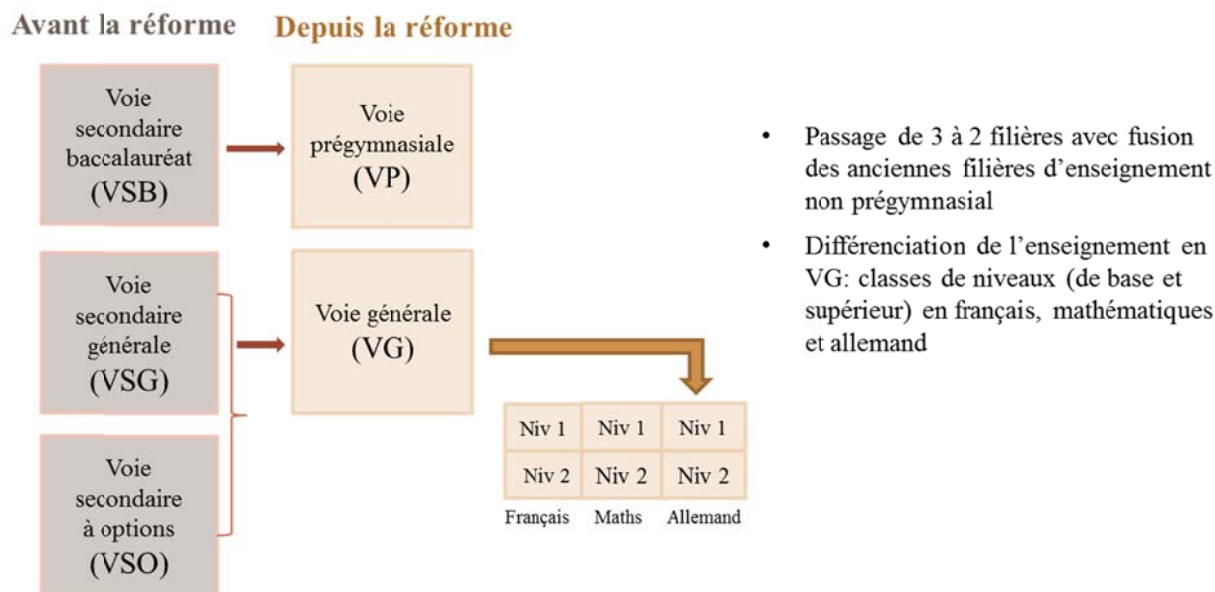 Avant la réforme
Depuis la réforme
Voie
secondaire
baccalauréat
(VSB)
Voie
prégymnasiale
(VP)
Voie
secondaire
générale
(VSG)
Voie générale
(VG)
Voie
secondaire
à options
(VSO)
Niv 1 Niv 1 Niv 1
Niv 2 Niv 2 Niv 2
Français Maths Allemand
• Passage de 3 à 2 filières avec fusion
des anciennes filières d’enseignement
non prégymnasial
• Différenciation de l’enseignement en
VG: classes de niveaux (de base et
supérieur) en français, mathématiques
et allemand